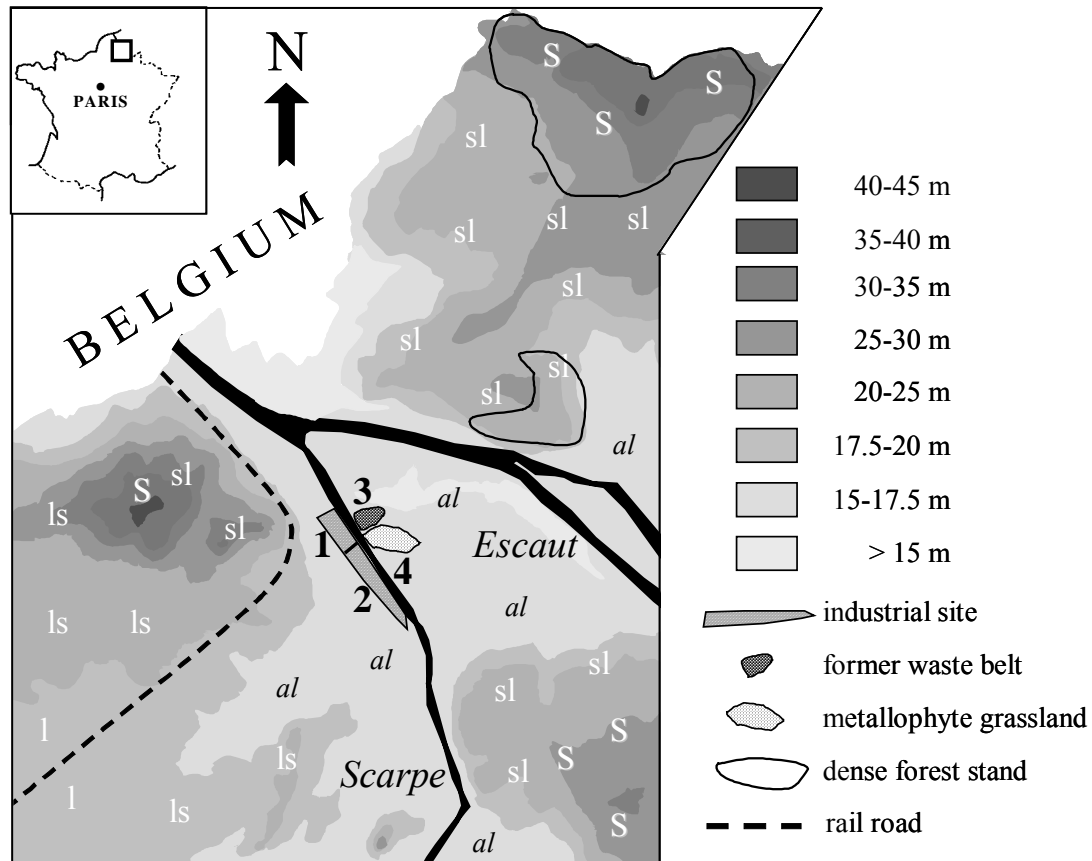 PARIS
N
BELGIUM
S
S
S
sl
sl
sl
sl
sl
sl
sl
sl
al
S
sl
ls
sl
3
al
1
Escaut
4
2
ls
ls
al
al
al
sl
sl
l
ls
S
sl
Scarpe
l
ls
S
al
40-45 m
35-40 m
30-35 m
25-30 m
20-25 m
17.5-20 m
15-17.5 m
> 15 m
industrial site
former waste belt
metallophyte grassland
dense forest stand
rail road